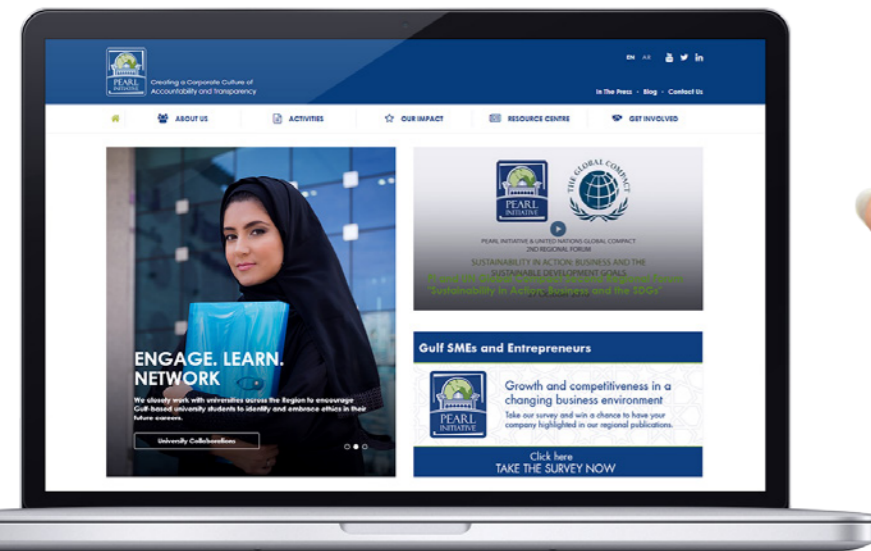 PEARL
INITIATIVE
Creating a Corporate Culture of
Accountability and Transparency
EN AR
In The Press · Blog · Contact Us
ABOUT US
ACTIVITIES
OUR IMPACT
RESOURCE CENTRE
GET INVOLVED
ENGAGE. LEARN.
NETWORK
We closely work with universities across the Region to encourage
Gulf-based university students to identify and embrace ethics in their
future careers.
University Collaborations
PEARL
INITIATIVE
THE GLOBAL COMPACT
PEARL INITIATIVE & UNITED NATIONS GLOBAL COMPACT
2ND REGIONAL FORUM
SUSTAINABILITY IN ACTION: BUSINESS AND THE
SUSTAINABLE DEVELOPMENT GOALS
"Sustainability in Action: Business and the SDGs"
Gulf SMEs and Entrepreneurs
PEARL
INITIATIVE
Growth and competitiveness in a
changing business environment
Take our survey and win a chance to have your
company highlighted in our regional publications.
Click here
TAKE THE SURVEY NOW